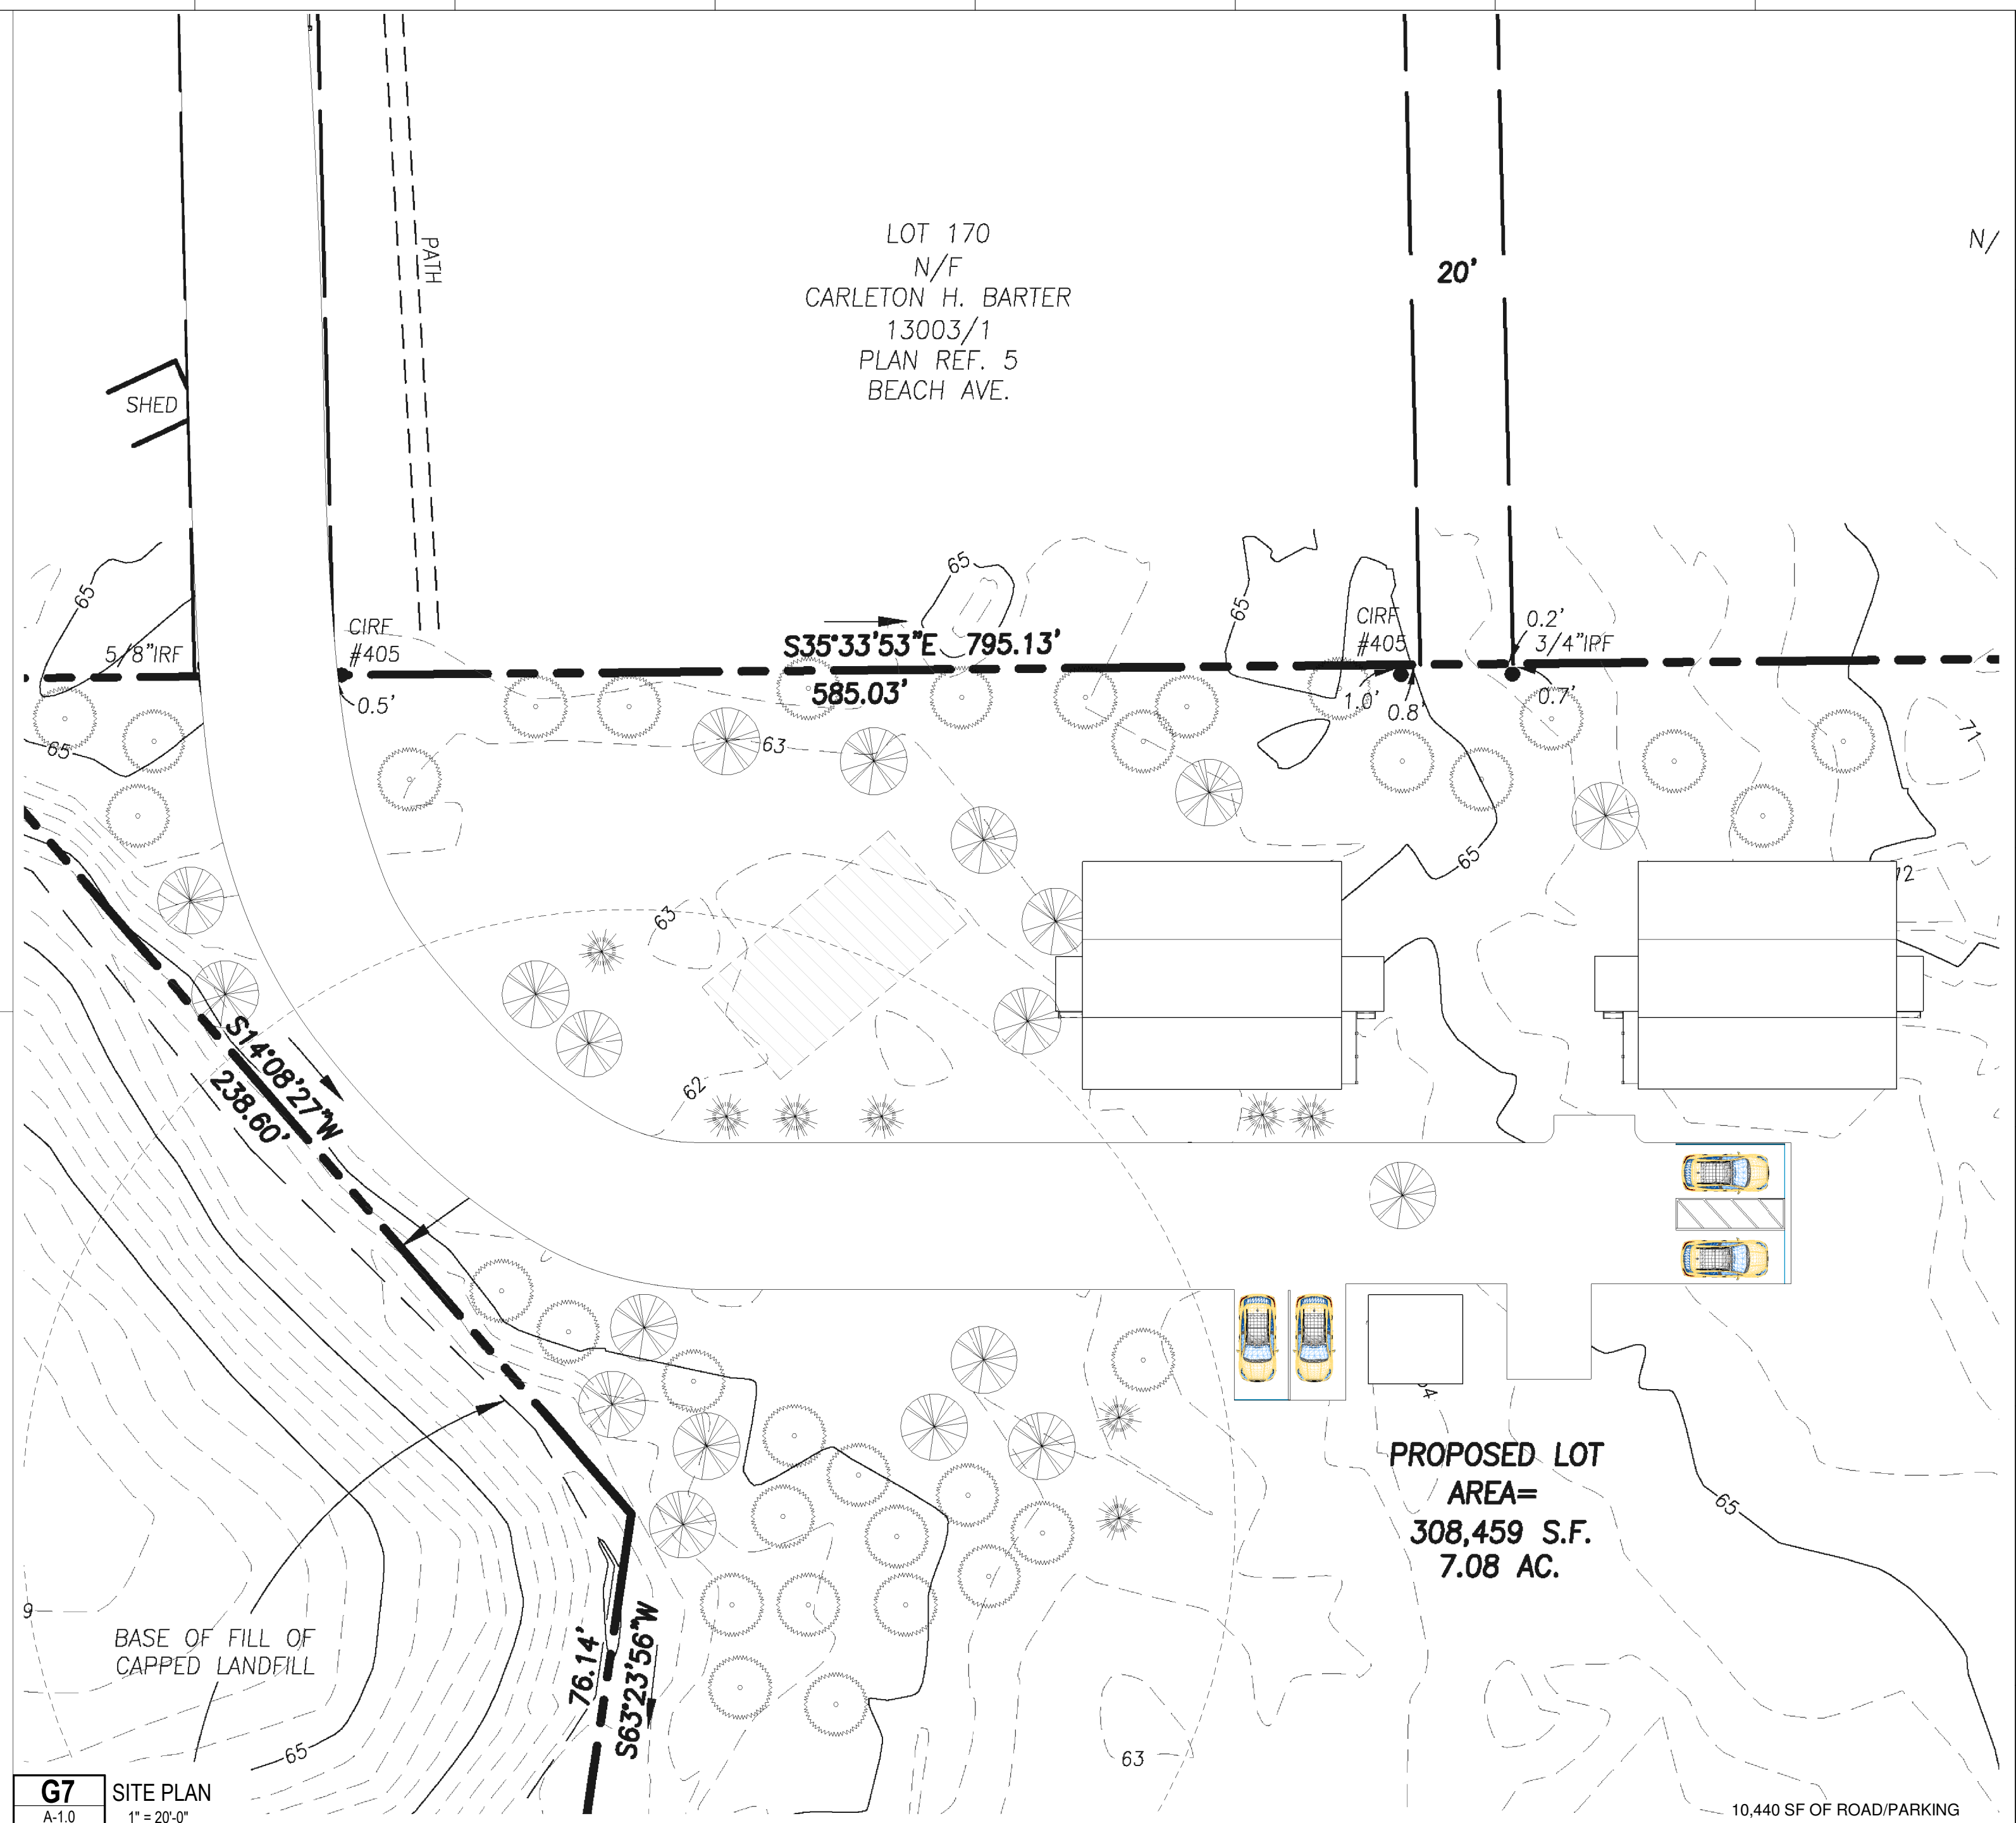 PATH
LOT 170
N/F
CARLETON H. BARTER
13003/1
PLAN REF. 5
BEACH AVE.
20'
N/
SHED
65
65
65
5/8"IRF
CIRF
#405
0.5'
S35°33'53"E 795.13'
585.03'
CIRF
#405
1.0'
0.8'
0.2'
3/4"IRF
0.7'
65
63
71
65
72
63
62
S14°08'27"W
238.60'
PROPOSED LOT
AREA=
308,459 S.F.
7.08 AC.
65
9
BASE OF FILL OF
CAPPED LANDFILL
76.14'
S63°23'56"W
65
63
G7
A-1.0
SITE PLAN
1" = 20'-0"
10,440 SF OF ROAD/PARKING